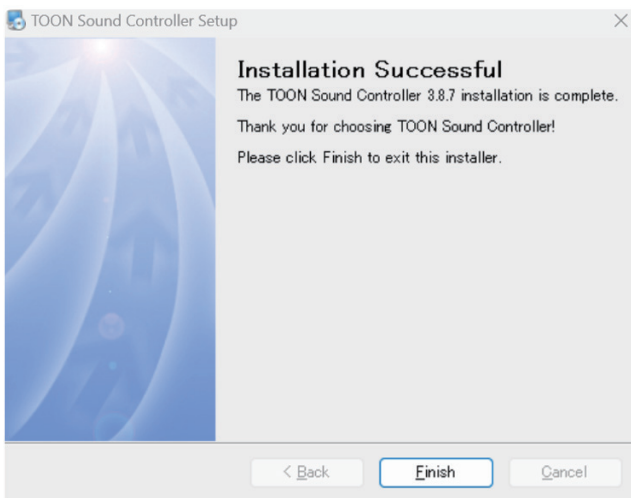 TOON Sound Controller Setup
Installation Successful
The TOON Sound Controller 3.8.7 installation is complete.
Thank you for choosing TOON Sound Controller!
Please click Finish to exit this installer.
< Back
Finish
Cancel